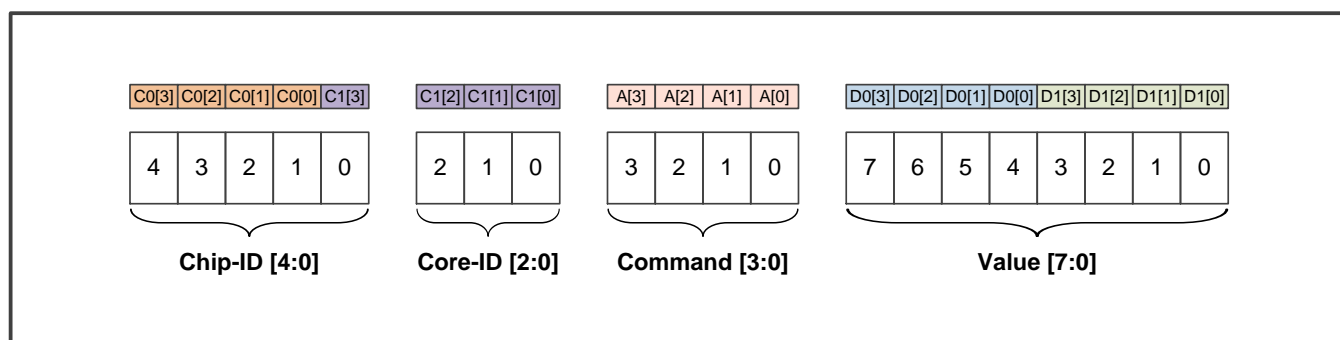 C0[3] C0[2] C0[1] C0[0] C1[3] C1[2] C1[1] C1[0] A[3] A[2] A[1] A[0] D0[3] D0[2] D0[1] D0[0] D1[3] D1[2] D1[1] D1[0]
4 3 2 1 0 2 1 0 3 2 1 0 7 6 5 4 3 2 1 0
Chip-ID [4:0] Core-ID [2:0] Command [3:0] Value [7:0]